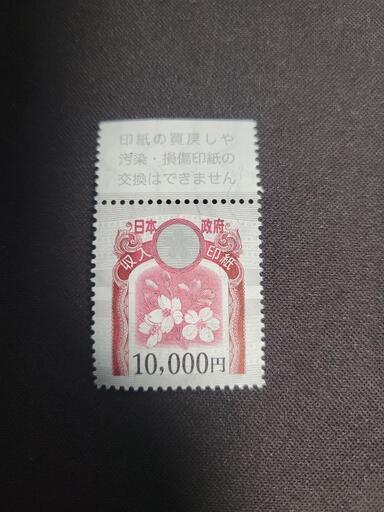 印紙の買戻しや
汚染・損傷印紙の
交換はできません
日本 政府
収入 印紙
10,000円